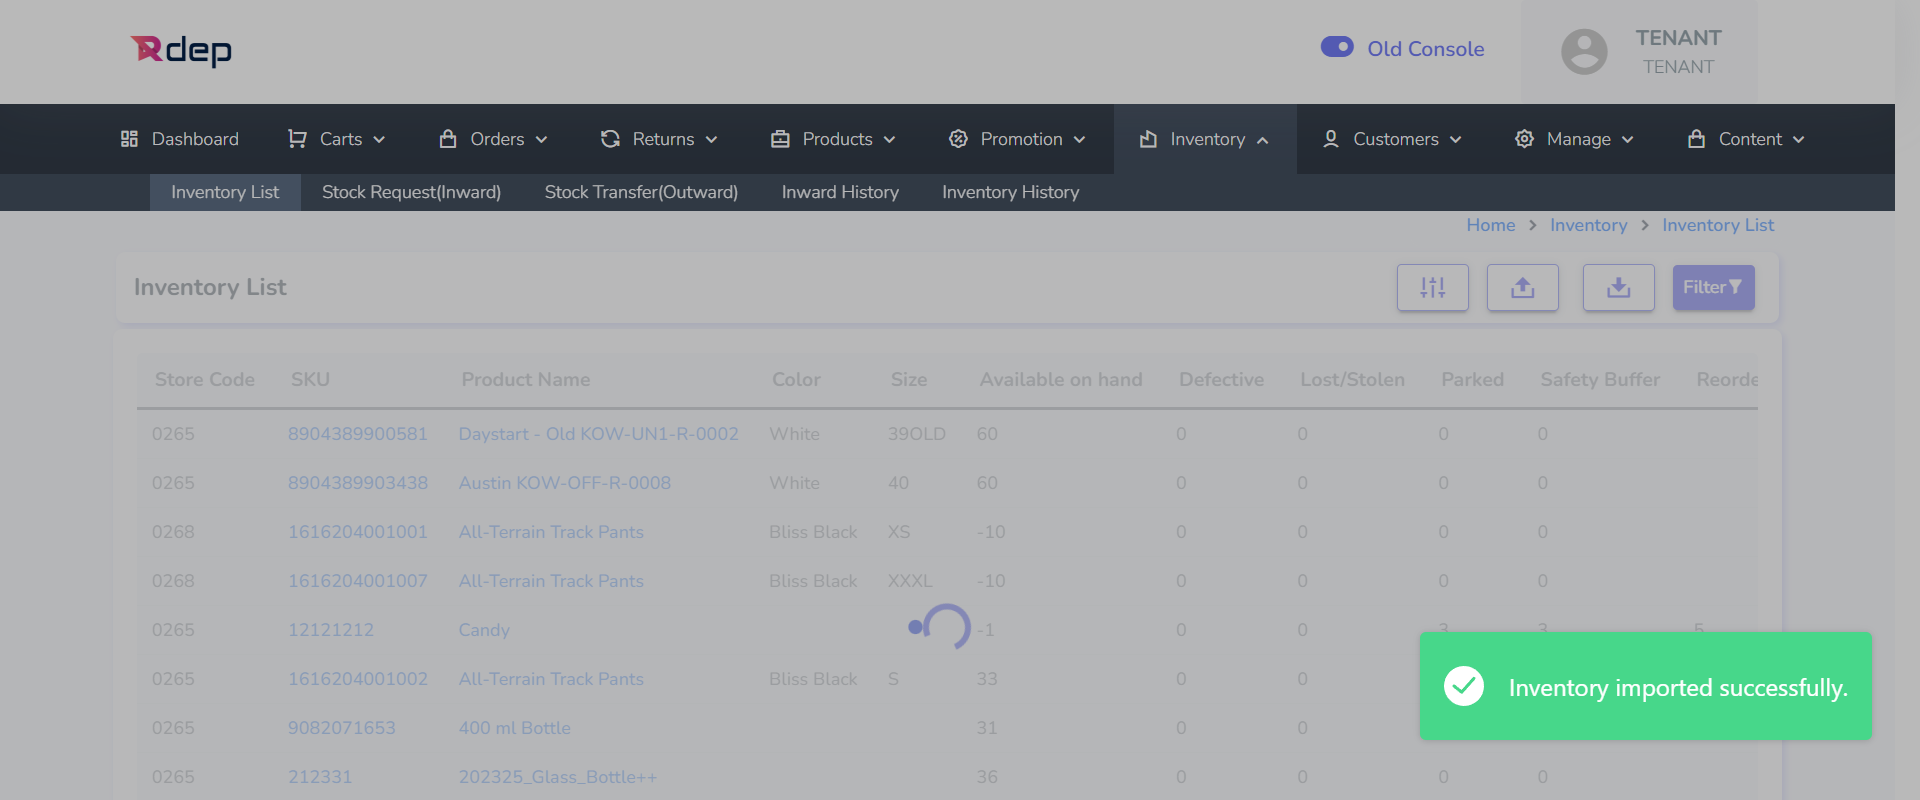 Rdep
Old Console
TENANT
TENANT
Dashboard Carts Orders Returns Products Promotion Inventory Customers Manage Content
Inventory List Stock Request(Inward) Stock Transfer(Outward) Inward History Inventory History
Home > Inventory > Inventory List
Inventory List Filter
Store Code SKU Product Name Color Size Available on hand Defective Lost/Stolen Parked Safety Buffer Reorde
0265 8904389900581 Daystart - Old KOW-UN1-R-0002 White 39OLD 60 0 0 0 0
0265 8904389903438 Austin KOW-OFF-R-0008 White 40 60 0 0 0 0
0268 1616204001001 All-Terrain Track Pants Bliss Black XS -10 0 0 0 0
0268 1616204001007 All-Terrain Track Pants Bliss Black XXXL -10 0 0 0 0
0265 12121212 Candy -1 0 0 3 3 5
0265 1616204001002 All-Terrain Track Pants Bliss Black S 33 0 0
0265 9082071653 400 ml Bottle 31 0 0
0265 212331 202325_Glass_Bottle++ 36 0 0 0 0
Inventory imported successfully.